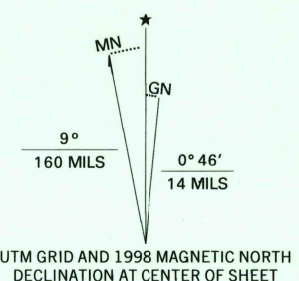 ★
MN
GN
9°
160 MILS
0° 46′
14 MILS
UTM GRID AND 1998 MAGNETIC NORTH
DECLINATION AT CENTER OF SHEET